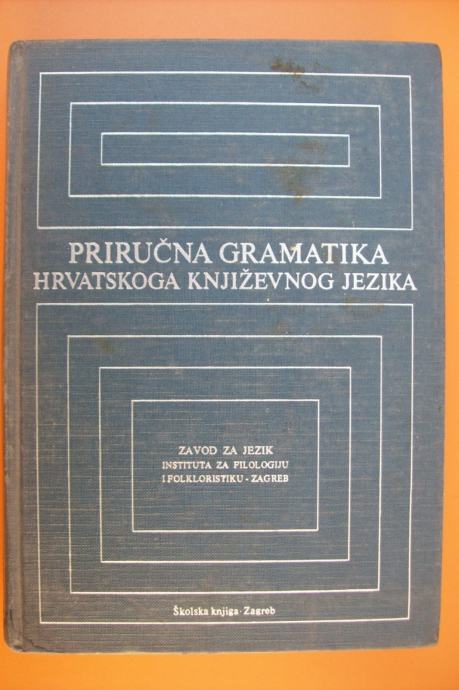 PRIRUČNA GRAMATIKA
HRVATSKOGA KNJIŽEVNOG JEZIKA
ZAVOD ZA JEZIK
INSTITUTA ZA FILOLOGIJU
I FOLKLORISTIKU - ZAGREB
Školska knjiga · Zagreb